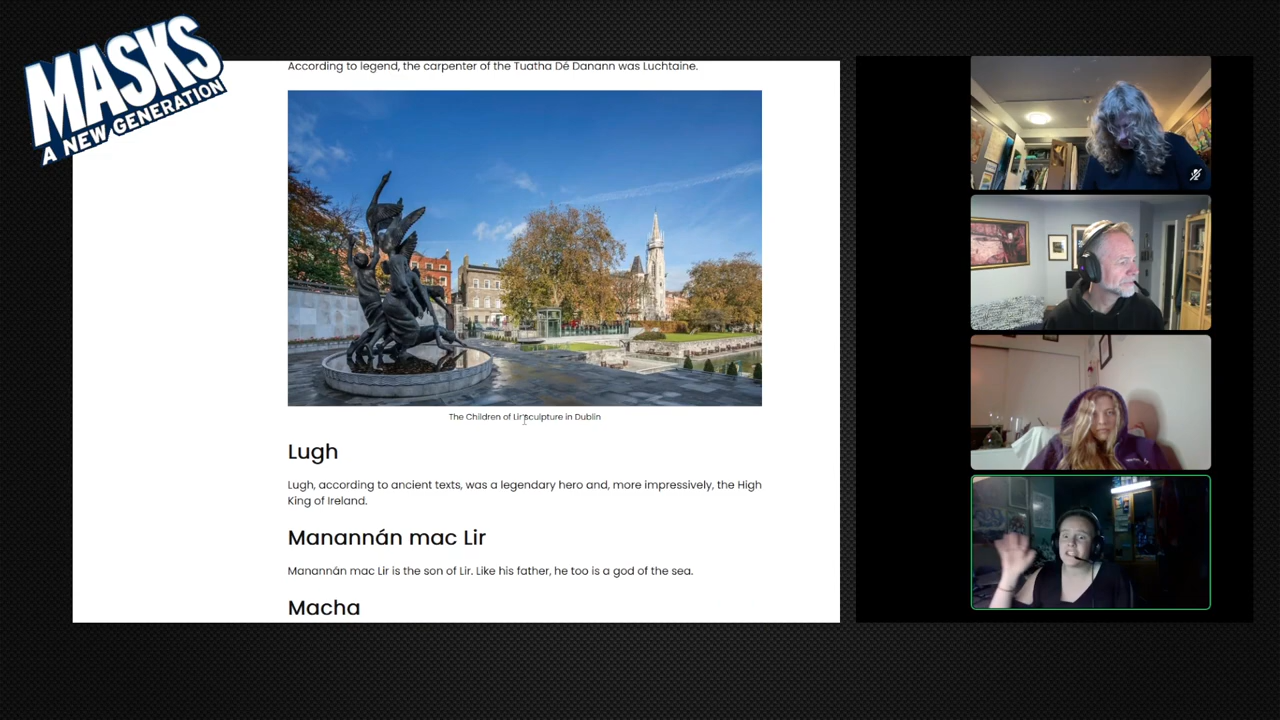 MASKS
A NEW GENERATION
According to legend, the carpenter of the Tuatha Dé Danann was Luchtaine.
The Children of Lir sculpture in Dublin
Lugh
Lugh, according to ancient texts, was a legendary hero and, more impressively, the High
King of Ireland.
Manannán mac Lir
Manannán mac Lir is the son of Lir. Like his father, he too is a god of the sea.
Macha